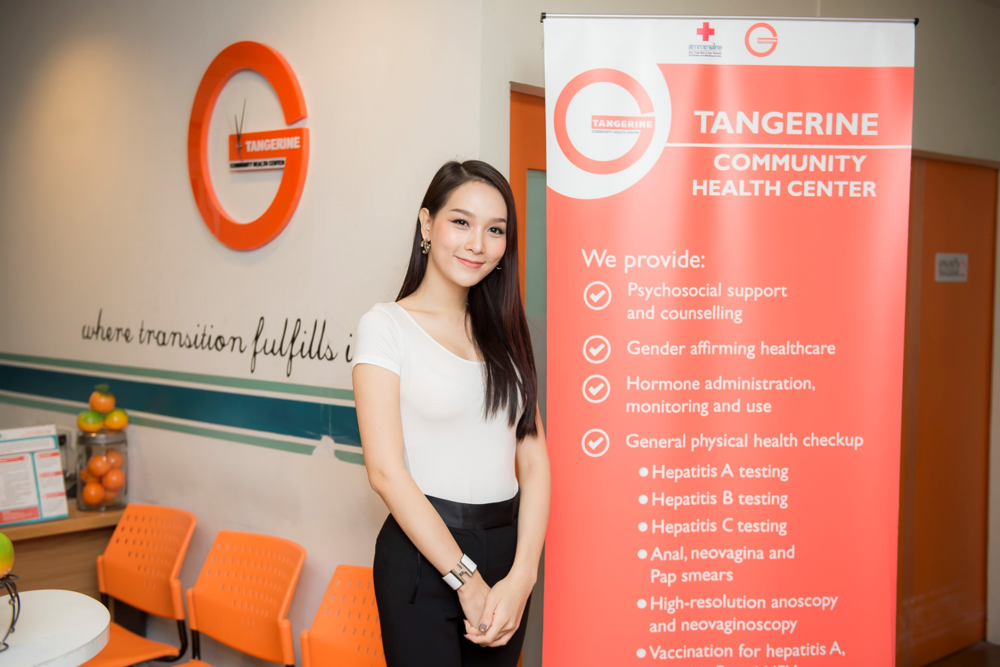 TANGERINE
COMMUNITY HEALTH CENTER
where transition fulfills i
สภากาชาดไทย
The Thai Red Cross Society
TANGERINE
TANGERINE
COMMUNITY HEALTH CENTER
TANGERINE
COMMUNITY
HEALTH CENTER
We provide:
Psychosocial support
and counselling
Gender affirming healthcare
Hormone administration,
monitoring and use
General physical health checkup
• Hepatitis A testing
• Hepatitis B testing
• Hepatitis C testing
• Anal, neovagina and
Pap smears
• High-resolution anoscopy
and neovaginoscopy
• Vaccination for hepatitis A,